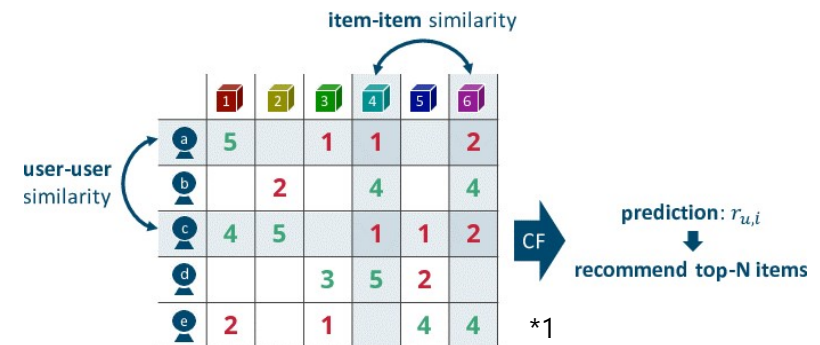 item-item similarity
1 2 3 4 5 6
a 5 1 1 2
user-user
similarity
b 2 4 4
c 4 5 1 1 2
CF
prediction: r_{u,i}
recommend top-N items
d 3 5 2
e 2 1 4 4
*1